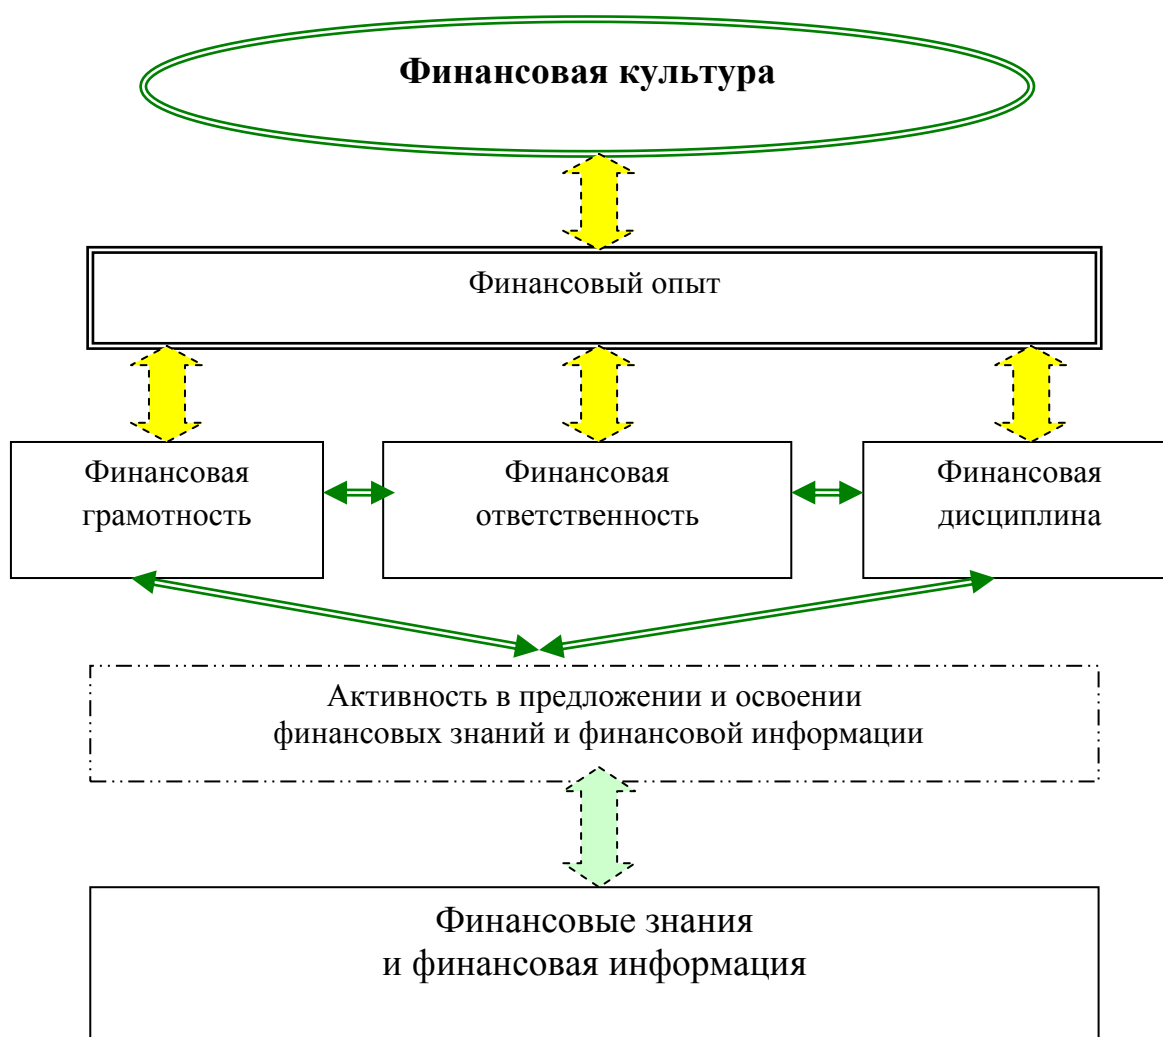 Финансовая культура
Финансовый опыт
Финансовая
грамотность
Финансовая
ответственность
Финансовая
дисциплина
Активность в предложении и освоении
финансовых знаний и финансовой информации
Финансовые знания
и финансовая информация